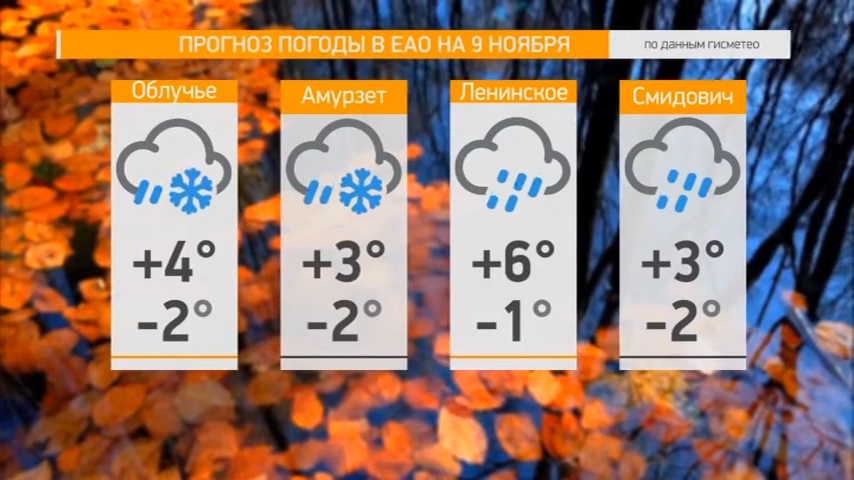 ПРОГНОЗ ПОГОДЫ В ЕАО НА 9 НОЯБРЯ
по данным гисметео
Облучье
+4°
-2°
Амурзет
+3°
-2°
Ленинское
+6°
-1°
Смидович
+3°
-2°